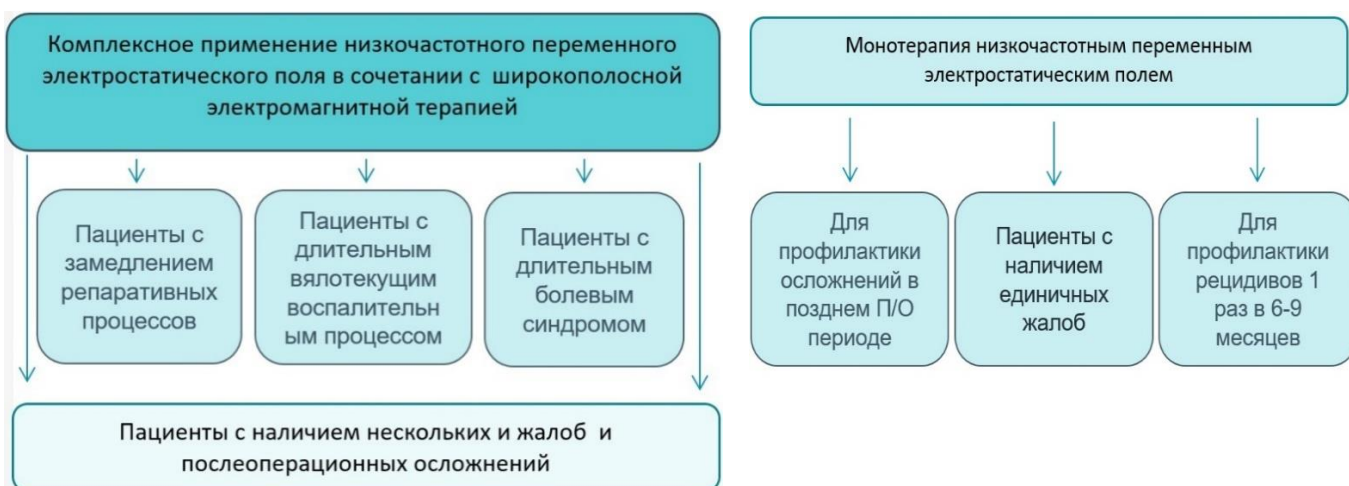 Комплексное применение низкочастотного переменного
электростатического поля в сочетании с широкополосной
электромагнитной терапией
Пациенты с
замедлением
репаративных
процессов
Пациенты с
длительным
вялотекущим
воспалительн
ым процессом
Пациенты с
длительным
болевым
синдромом
Пациенты с наличием нескольких и жалоб и
послеоперационных осложнений
Монотерапия низкочастотным переменным
электростатическим полем
Для
профилактики
осложнений в
позднем П/О
периоде
Пациенты с
наличием
единичных
жалоб
Для
профилактики
рецидивов 1
раз в 6-9
месяцев